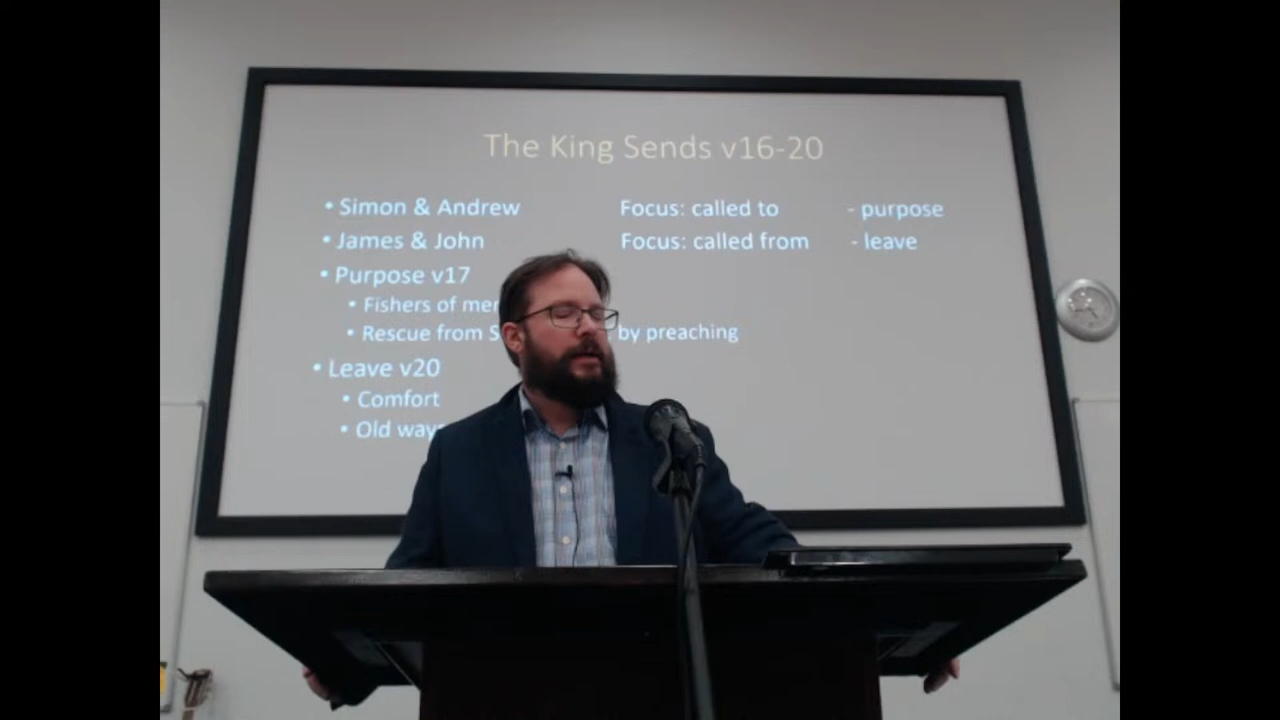 The King Sends v16-20
• Simon & Andrew Focus: called to - purpose
• James & John Focus: called from - leave
• Purpose v17
• Fishers of
• Rescue from by preaching
• Leave v20
• Comfort
• Old